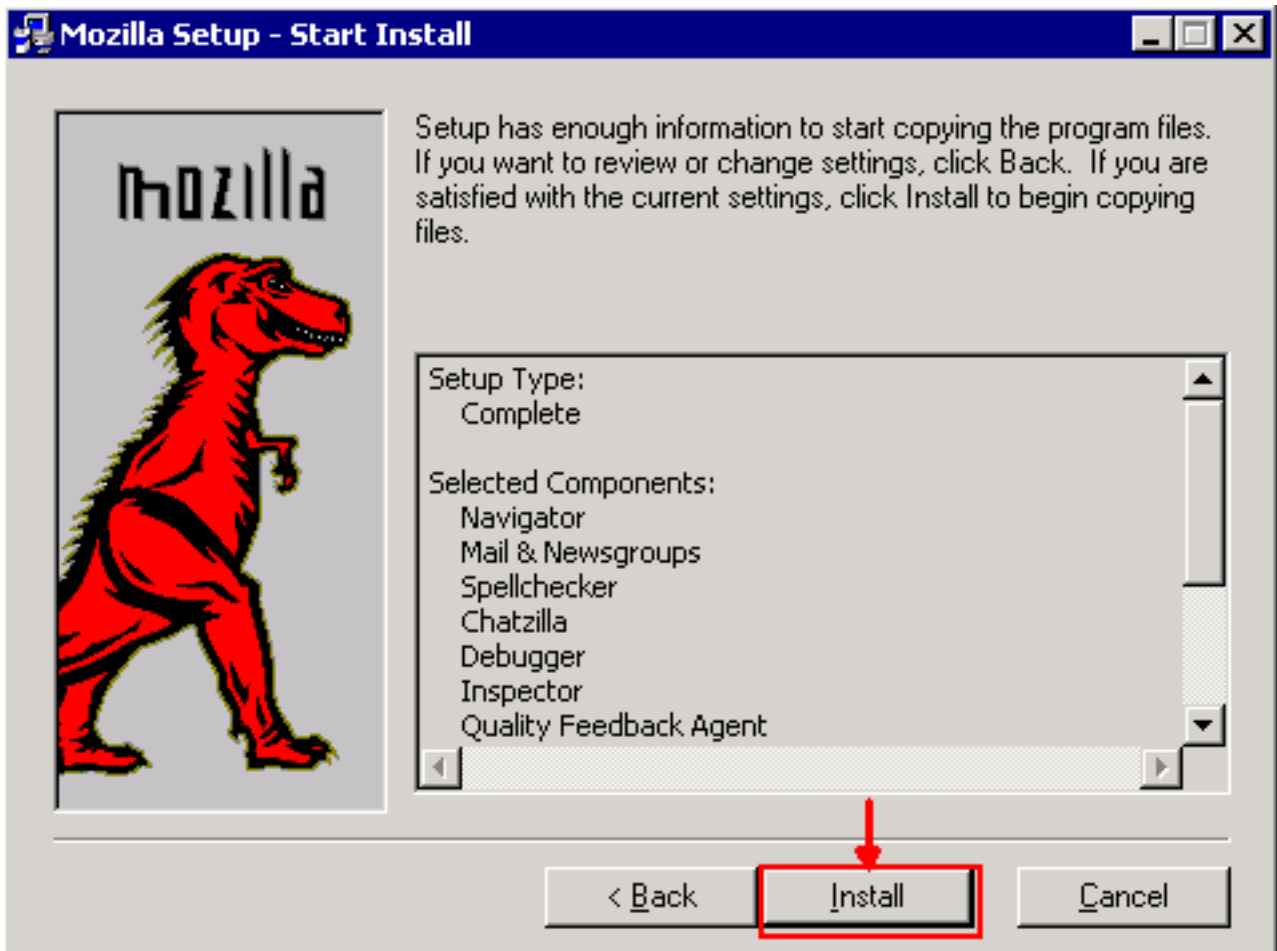 Mozilla Setup - Start Install
mozilla
Setup has enough information to start copying the program files.
If you want to review or change settings, click Back.  If you are
satisfied with the current settings, click Install to begin copying
files.
Setup Type:
Complete
Selected Components:
Navigator
Mail & Newsgroups
Spellchecker
Chatzilla
Debugger
Inspector
Quality Feedback Agent
< Back
Install
Cancel